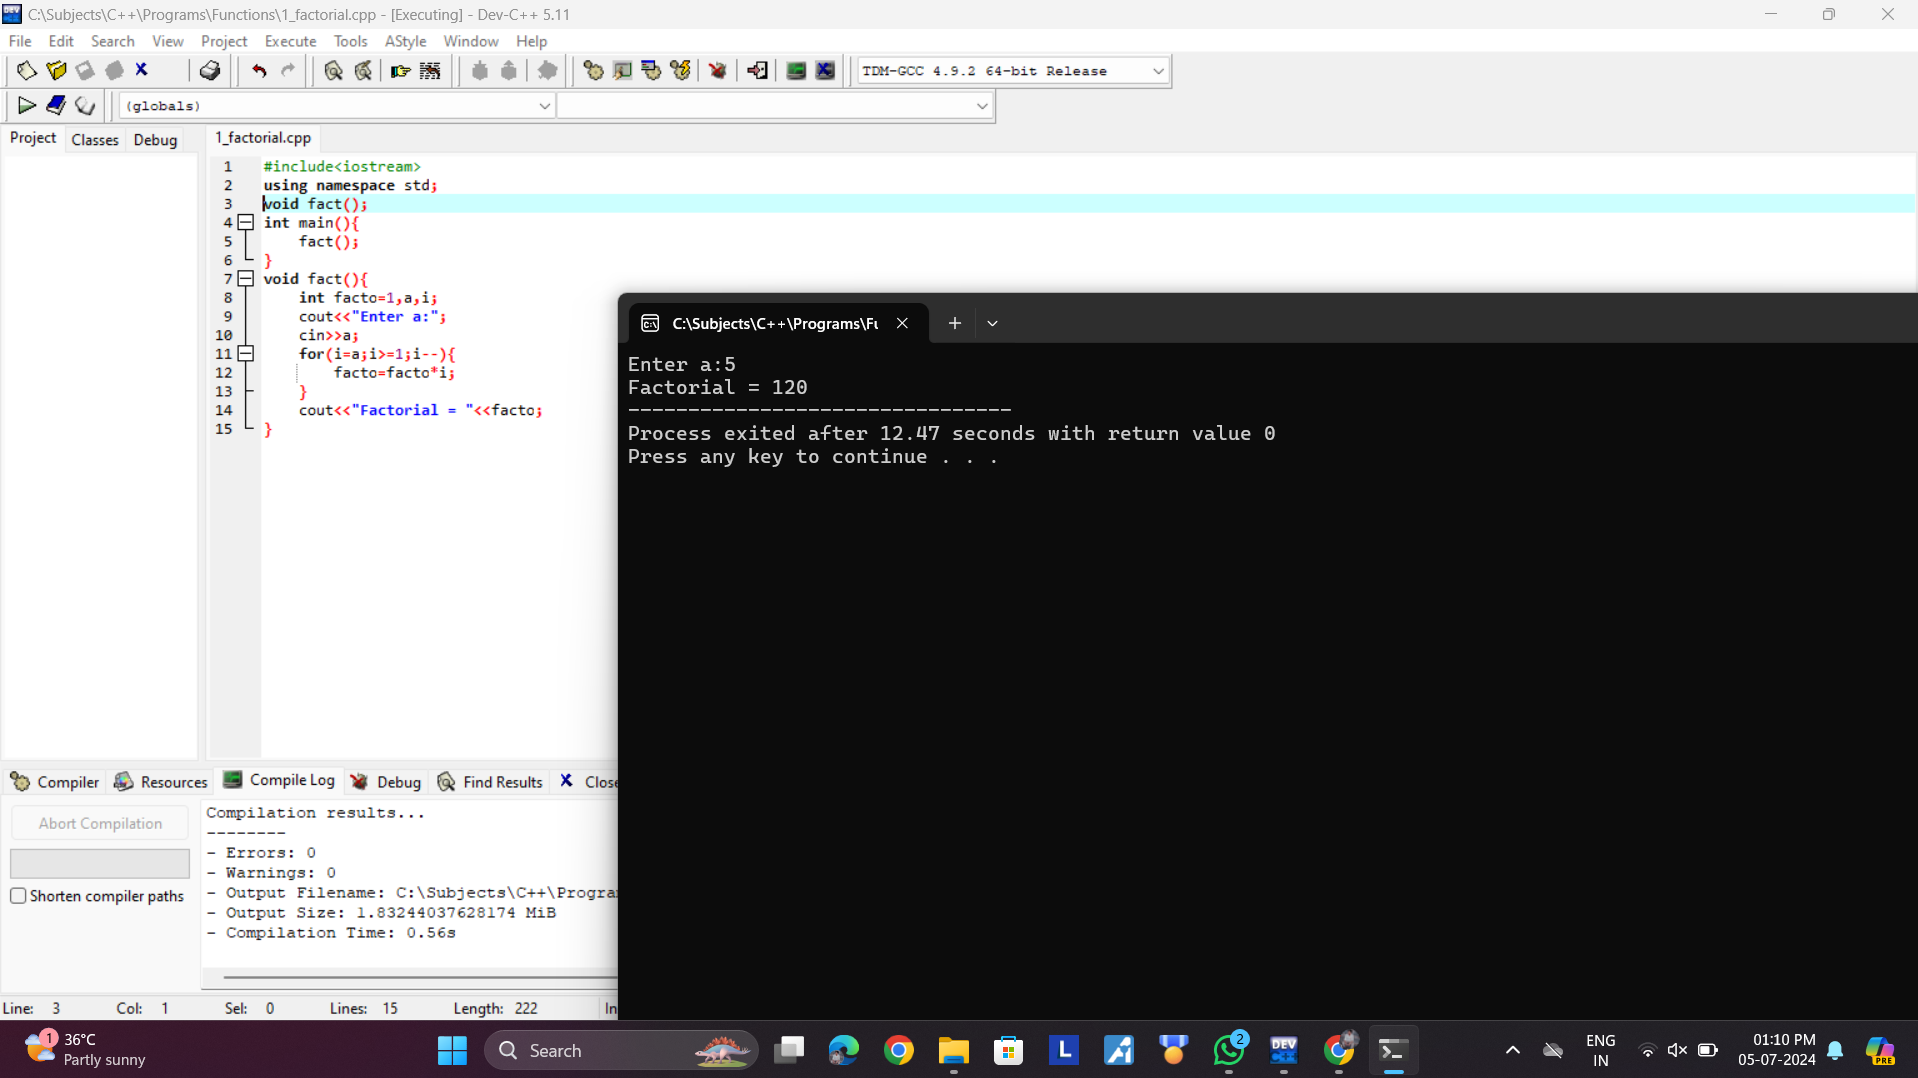 C:\Subjects\C++\Programs\Functions\1_factorial.cpp - [Executing] - Dev-C++ 5.11
File Edit Search View Project Execute Tools AStyle Window Help
TDM-GCC 4.9.2 64-bit Release
(globals)
Project Classes Debug
1_factorial.cpp
1 #include<iostream>
2 using namespace std;
3 void fact();
4 int main(){
5 fact();
6 }
7 void fact(){
8 int facto=1,a,i;
9 cout<<"Enter a:";
10 cin>>a;
11 for(i=a;i>=1;i--){
12 facto=facto*i;
13 }
14 cout<<"Factorial = "<<facto;
15 }
C:\Subjects\C++\Programs\Fu
Enter a:5
Factorial = 120
--------------------------------
Process exited after 12.47 seconds with return value 0
Press any key to continue . . .
Compiler Resources Compile Log Debug Find Results Close
Abort Compilation
Shorten compiler paths
Compilation results...
--------
- Errors: 0
- Warnings: 0
- Output Filename: C:\Subjects\C++\Progra
- Output Size: 1.83244037628174 MiB
- Compilation Time: 0.56s
Line: 3 Col: 1 Sel: 0 Lines: 15 Length: 222 In
1
36°C
Partly sunny
Search
L
2
DEV
C++
ENG
IN
01:10 PM
05-07-2024
PRE